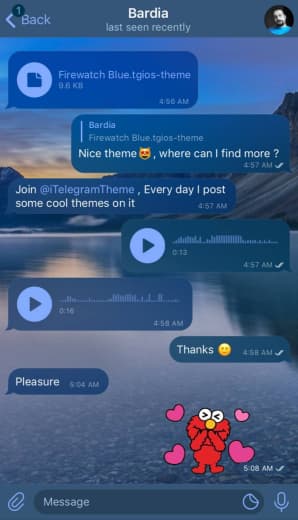 1
Back
Bardia
last seen recently
Firewatch Blue.tgios-theme
9.6 KB
4:56 AM
Bardia
Firewatch Blue.tgios-theme
Nice theme😻, where can I find more ?
4:57 AM
Join @iTelegramTheme , Every day I post
some cool themes on it
4:57 AM
0:13
4:57 AM
0:16
4:58 AM
Thanks 😊
4:58 AM
Pleasure
5:04 AM
5:08 AM
Message